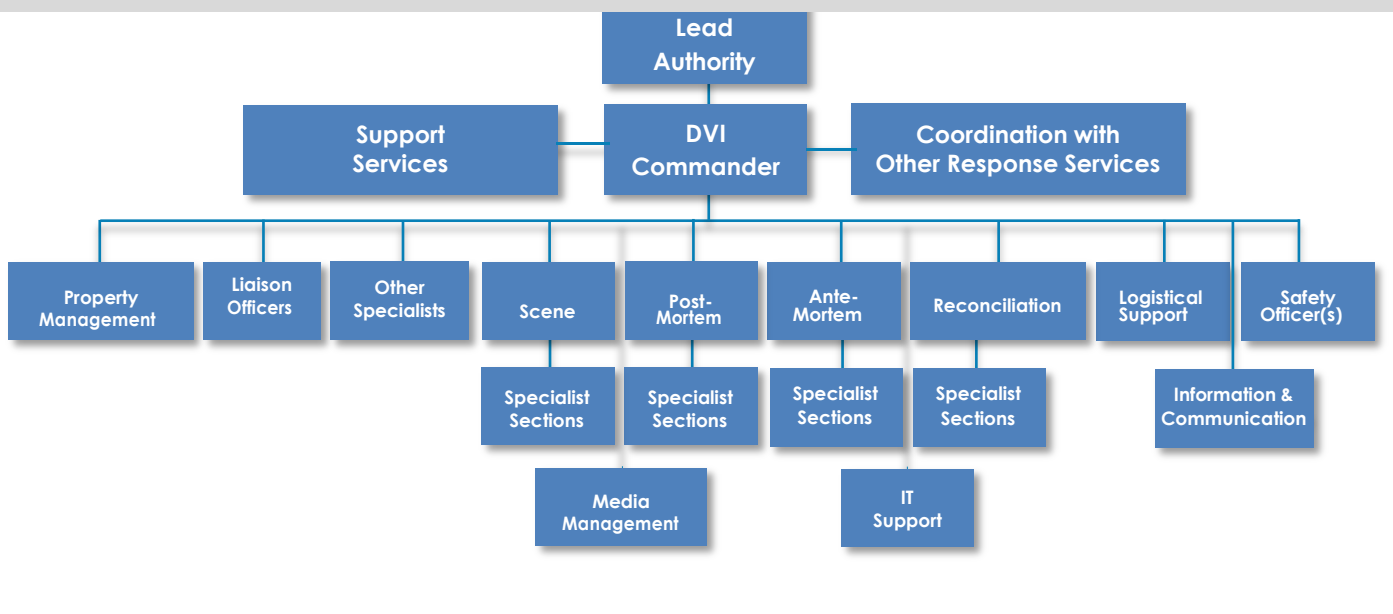 Lead
Authority
Support
Services
DVI
Commander
Coordination with
Other Response Services
Property
Management
Liaison
Officers
Other
Specialists
Scene
Post-
Mortem
Ante-
Mortem
Reconciliation
Logistical
Support
Safety
Officer(s)
Specialist
Sections
Specialist
Sections
Specialist
Sections
Specialist
Sections
Information &
Communication
Media
Management
IT
Support